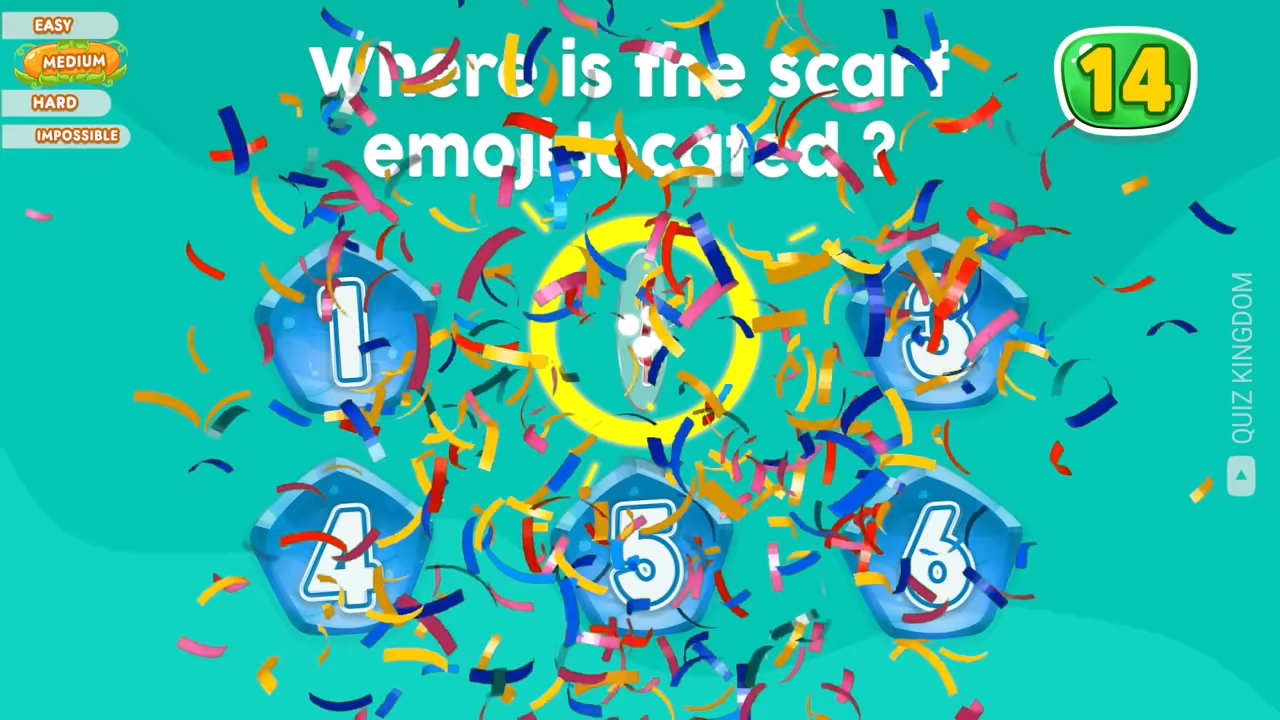 EASY
MEDIUM
HARD
IMPOSSIBLE
Where is the scarf
emoji located ?
14
1
3
4
5
6
QUIZ KINGDOM